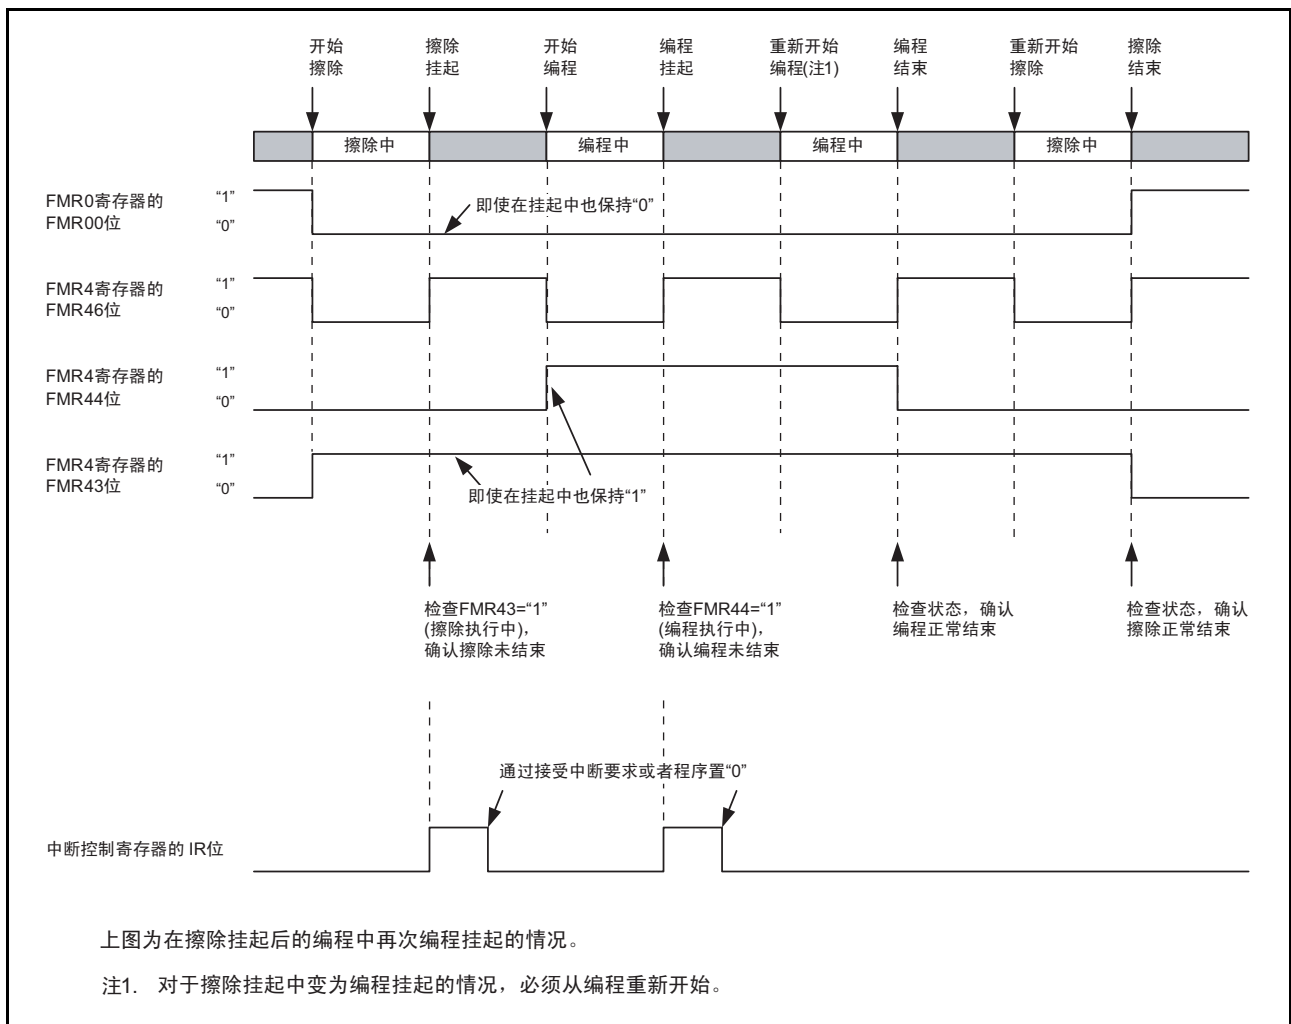 开始
擦除
擦除
挂起
开始
编程
编程
挂起
重新开始
编程(注1)
编程
结束
重新开始
擦除
擦除
结束
擦除中
编程中
编程中
擦除中
FMR0寄存器的
FMR00位
“1”
“0”
即使在挂起中也保持“0”
FMR4寄存器的
FMR46位
“1”
“0”
FMR4寄存器的
FMR44位
“1”
“0”
FMR4寄存器的
FMR43位
“1”
“0”
即使在挂起中也保持“1”
检查FMR43=“1”
(擦除执行中)，
确认擦除未结束
检查FMR44=“1”
(编程执行中)，
确认编程未结束
检查状态，确认
编程正常结束
检查状态，确认
擦除正常结束
通过接受中断要求或者程序置“0”
中断控制寄存器的 IR位
上图为在擦除挂起后的编程中再次编程挂起的情况。
注1. 对于擦除挂起中变为编程挂起的情况，必须从编程重新开始。